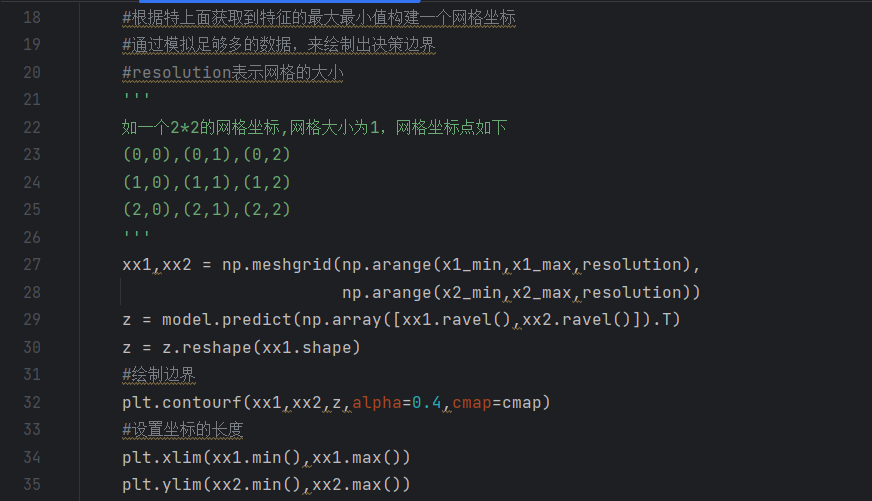 18 #根据特上面获取到特征的最大最小值构建一个网格坐标
19 #通过模拟足够多的数据，来绘制出决策边界
20 #resolution表示网格的大小
21 '''
22 如一个2*2的网格坐标,网格大小为1，网格坐标点如下
23 (0,0),(0,1),(0,2)
24 (1,0),(1,1),(1,2)
25 (2,0),(2,1),(2,2)
26 '''
27 xx1,xx2 = np.meshgrid(np.arange(x1_min,x1_max,resolution),
28 np.arange(x2_min,x2_max,resolution))
29 z = model.predict(np.array([xx1.ravel(),xx2.ravel()]).T)
30 z = z.reshape(xx1.shape)
31 #绘制边界
32 plt.contourf(xx1,xx2,z,alpha=0.4,cmap=cmap)
33 #设置坐标的长度
34 plt.xlim(xx1.min(),xx1.max())
35 plt.ylim(xx2.min(),xx2.max())